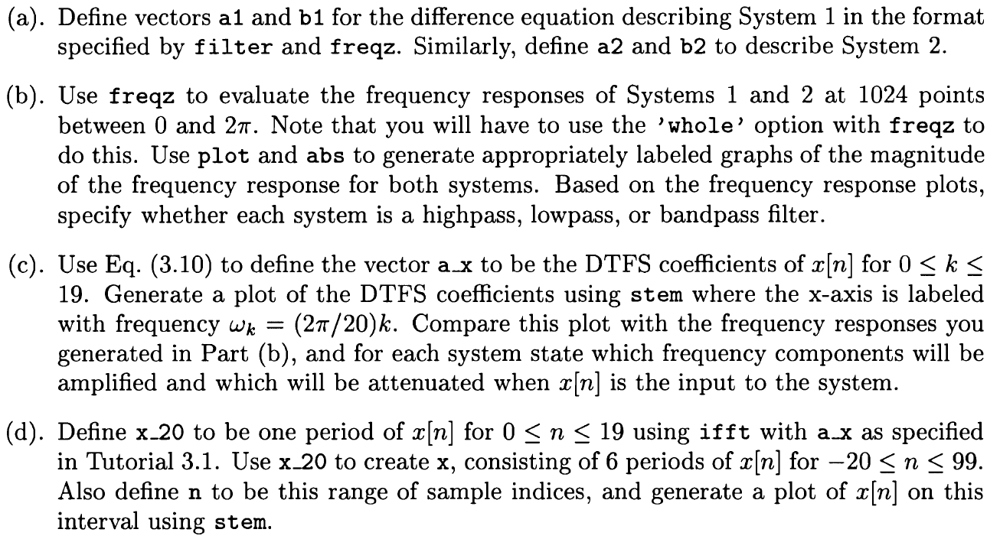 (a). Define vectors a1 and b1 for the difference equation describing System 1 in the format
specified by filter and freqz. Similarly, define a2 and b2 to describe System 2.
(b). Use freqz to evaluate the frequency responses of Systems 1 and 2 at 1024 points
between 0 and 2π. Note that you will have to use the 'whole' option with freqz to
do this. Use plot and abs to generate appropriately labeled graphs of the magnitude
of the frequency response for both systems. Based on the frequency response plots,
specify whether each system is a highpass, lowpass, or bandpass filter.
(c). Use Eq. (3.10) to define the vector a_x to be the DTFS coefficients of x[n] for 0 ≤ k ≤
19. Generate a plot of the DTFS coefficients using stem where the x-axis is labeled
with frequency ωₖ = (2π/20)k. Compare this plot with the frequency responses you
generated in Part (b), and for each system state which frequency components will be
amplified and which will be attenuated when x[n] is the input to the system.
(d). Define x_20 to be one period of x[n] for 0 ≤ n ≤ 19 using ifft with a_x as specified
in Tutorial 3.1. Use x_20 to create x, consisting of 6 periods of x[n] for −20 ≤ n ≤ 99.
Also define n to be this range of sample indices, and generate a plot of x[n] on this
interval using stem.